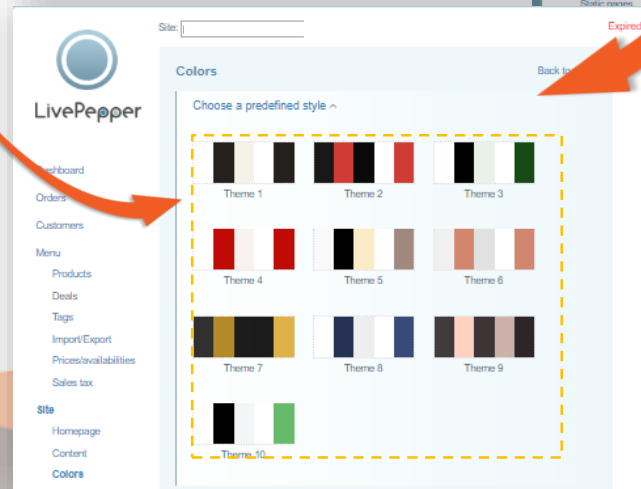 Static pages
Site:
Expired
Colors
Back to
LivePepper
Choose a predefined style
Dashboard
Orders
Customers
Menu
Products
Deals
Tags
Import/Export
Prices/availabilities
Sales tax
Site
Homepage
Content
Colors
Theme 1
Theme 2
Theme 3
Theme 4
Theme 5
Theme 6
Theme 7
Theme 8
Theme 9
Theme 10